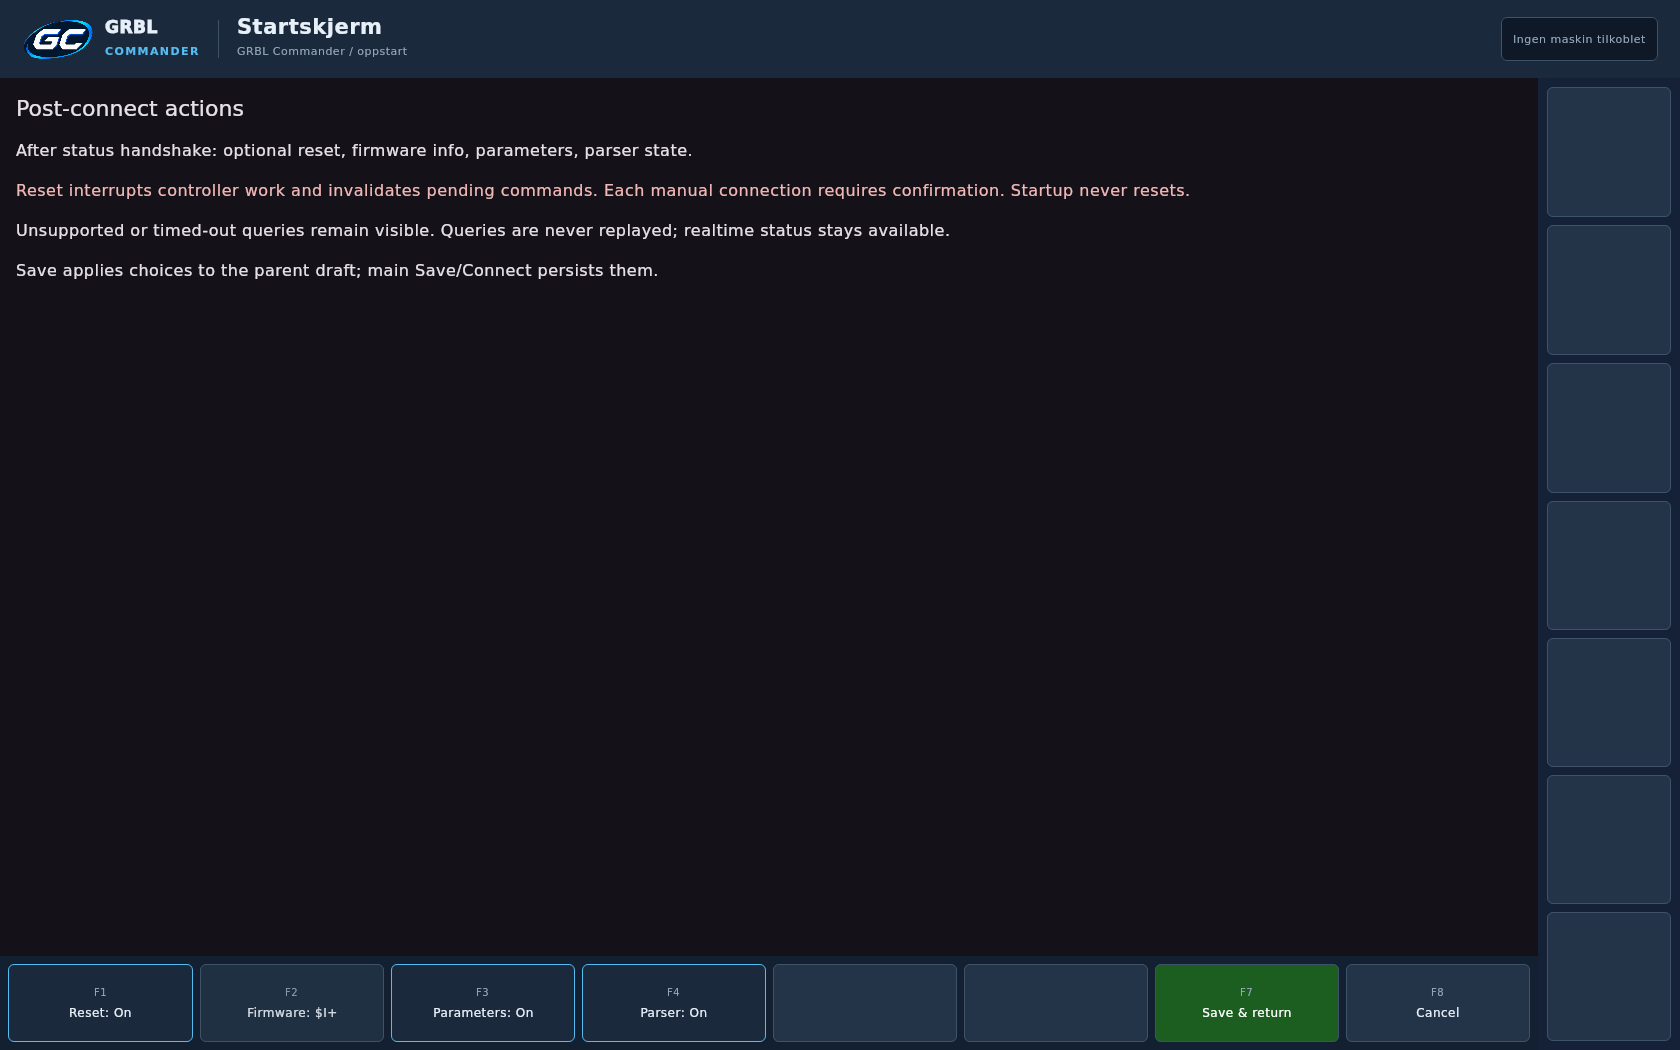 GC
GRBL
COMMANDER
Startskjerm
GRBL Commander / oppstart
Ingen maskin tilkoblet
Post-connect actions
After status handshake: optional reset, firmware info, parameters, parser state.
Reset interrupts controller work and invalidates pending commands. Each manual connection requires confirmation. Startup never resets.
Unsupported or timed-out queries remain visible. Queries are never replayed; realtime status stays available.
Save applies choices to the parent draft; main Save/Connect persists them.
F1
Reset: On
F2
Firmware: $I+
F3
Parameters: On
F4
Parser: On
F7
Save & return
F8
Cancel